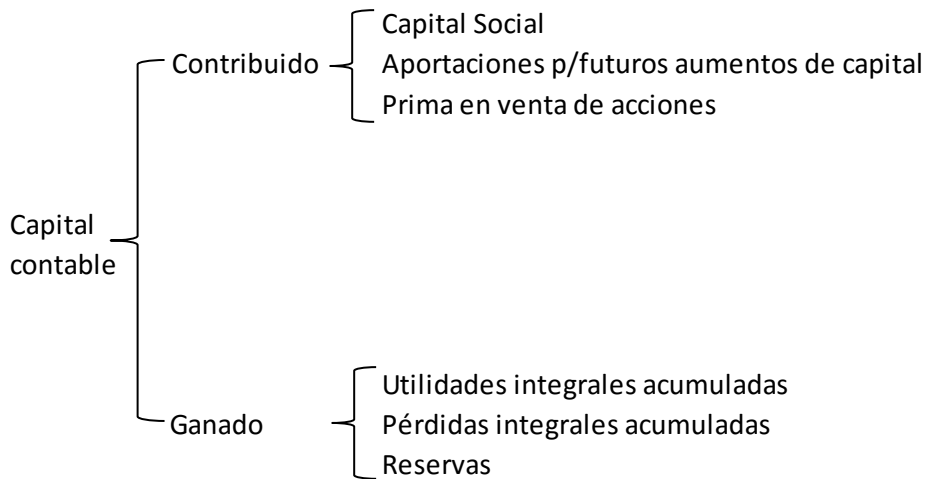 Capital
contable
Contribuido
Capital Social
Aportaciones p/futuros aumentos de capital
Prima en venta de acciones
Ganado
Utilidades integrales acumuladas
Pérdidas integrales acumuladas
Reservas